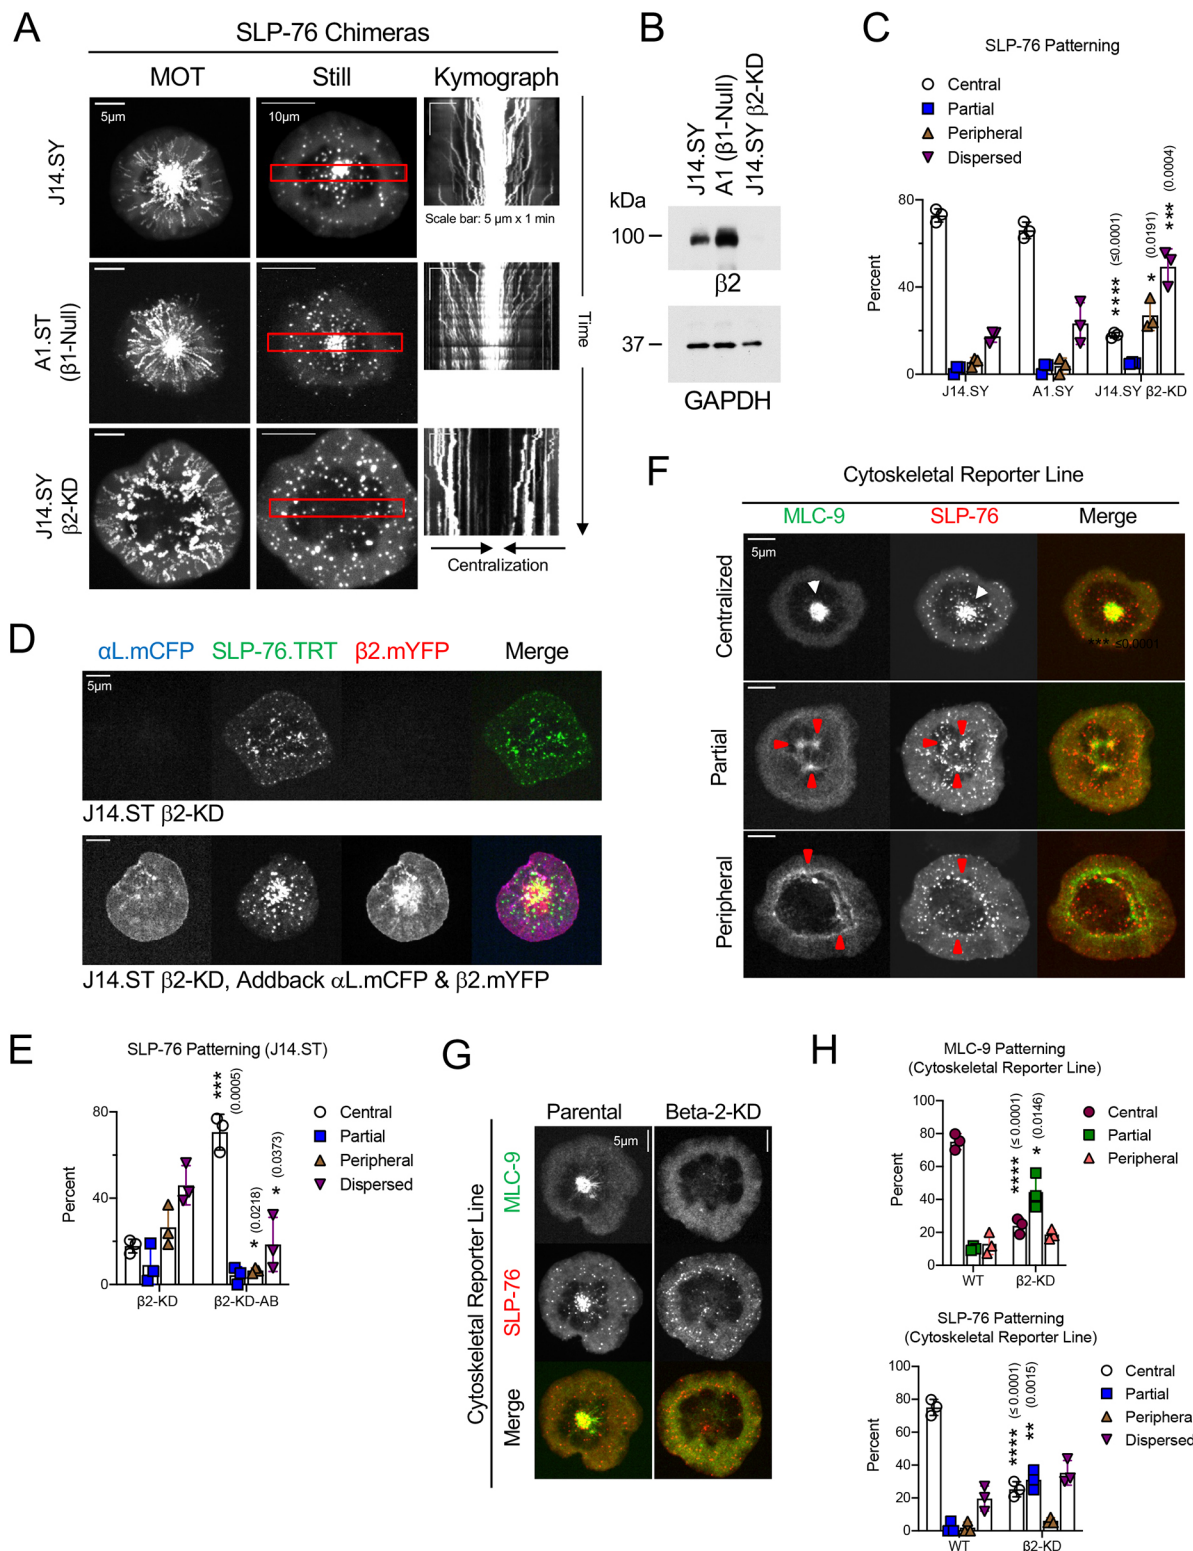 A
SLP-76 Chimeras
MOT
Still
Kymograph
J14.SY
5μm
10μm
Scale bar: 5 μm x 1 min
A1.ST
(β1-Null)
Time
J14.SY
β2-KD
Centralization
B
J14.SY
A1 (β1-Null)
J14.SY β2-KD
kDa
100
β2
37
GAPDH
C
SLP-76 Patterning
Central
Partial
Peripheral
Dispersed
Percent
80
40
0
**** (≤0.0001)
* (0.0191)
*** (0.0004)
J14.SY
A1.SY
J14.SY β2-KD
D
αL.mCFP
SLP-76.TRT
β2.mYFP
Merge
5μm
J14.ST β2-KD
J14.ST β2-KD, Addback αL.mCFP & β2.mYFP
E
SLP-76 Patterning (J14.ST)
Percent
80
40
0
*** (0.0005)
* (0.0218)
* (0.0373)
Central
Partial
Peripheral
Dispersed
β2-KD
β2-KD-AB
F
Cytoskeletal Reporter Line
MLC-9
SLP-76
Merge
Centralized
5μm
*** ≤0.0001
Partial
Peripheral
G
Cytoskeletal Reporter Line
Parental
Beta-2-KD
MLC-9
5μm
SLP-76
Merge
H
MLC-9 Patterning
(Cytoskeletal Reporter Line)
Percent
100
80
60
40
20
0
**** (≤ 0.0001)
* (0.0146)
Central
Partial
Peripheral
WT
β2-KD
SLP-76 Patterning
(Cytoskeletal Reporter Line)
Percent
100
80
60
40
20
0
**** (≤ 0.0001)
** (0.0015)
Central
Partial
Periphera
Dispersed
WT
β2-KD